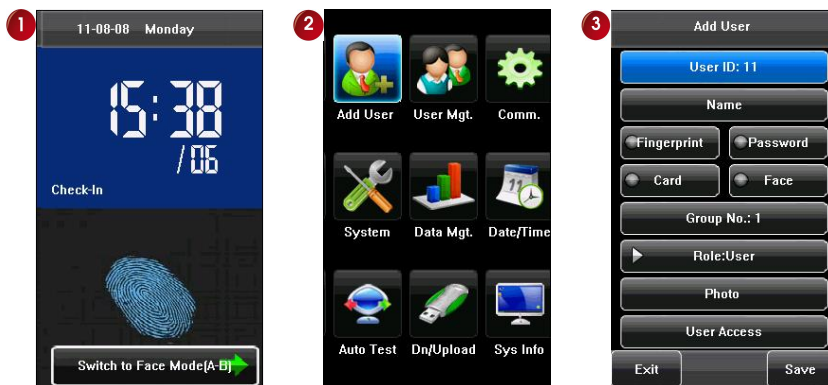 1
11-08-08 Monday
15:38
/06
Check-In
Switch to Face Mode(A-B)
2
Add User User Mgt. Comm.
System Data Mgt. Date/Time
Auto Test Dn/Upload Sys Info
3
Add User
User ID: 11
Name
Fingerprint Password
Card Face
Group No.: 1
Role:User
Photo
User Access
Exit Save